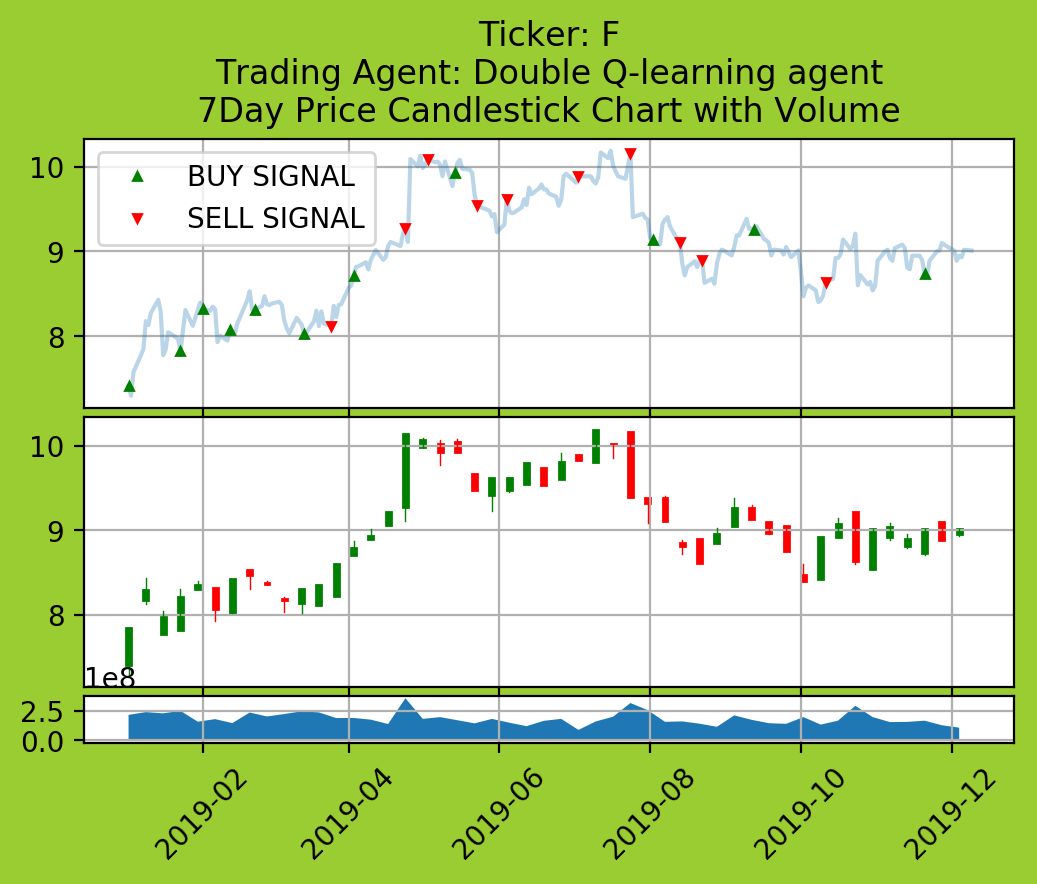 Ticker: F
Trading Agent: Double Q-learning agent
7Day Price Candlestick Chart with Volume
BUY SIGNAL
SELL SIGNAL
10
9
8
10
9
8
1e8
2.5
0.0
2019-02
2019-04
2019-06
2019-08
2019-10
2019-12